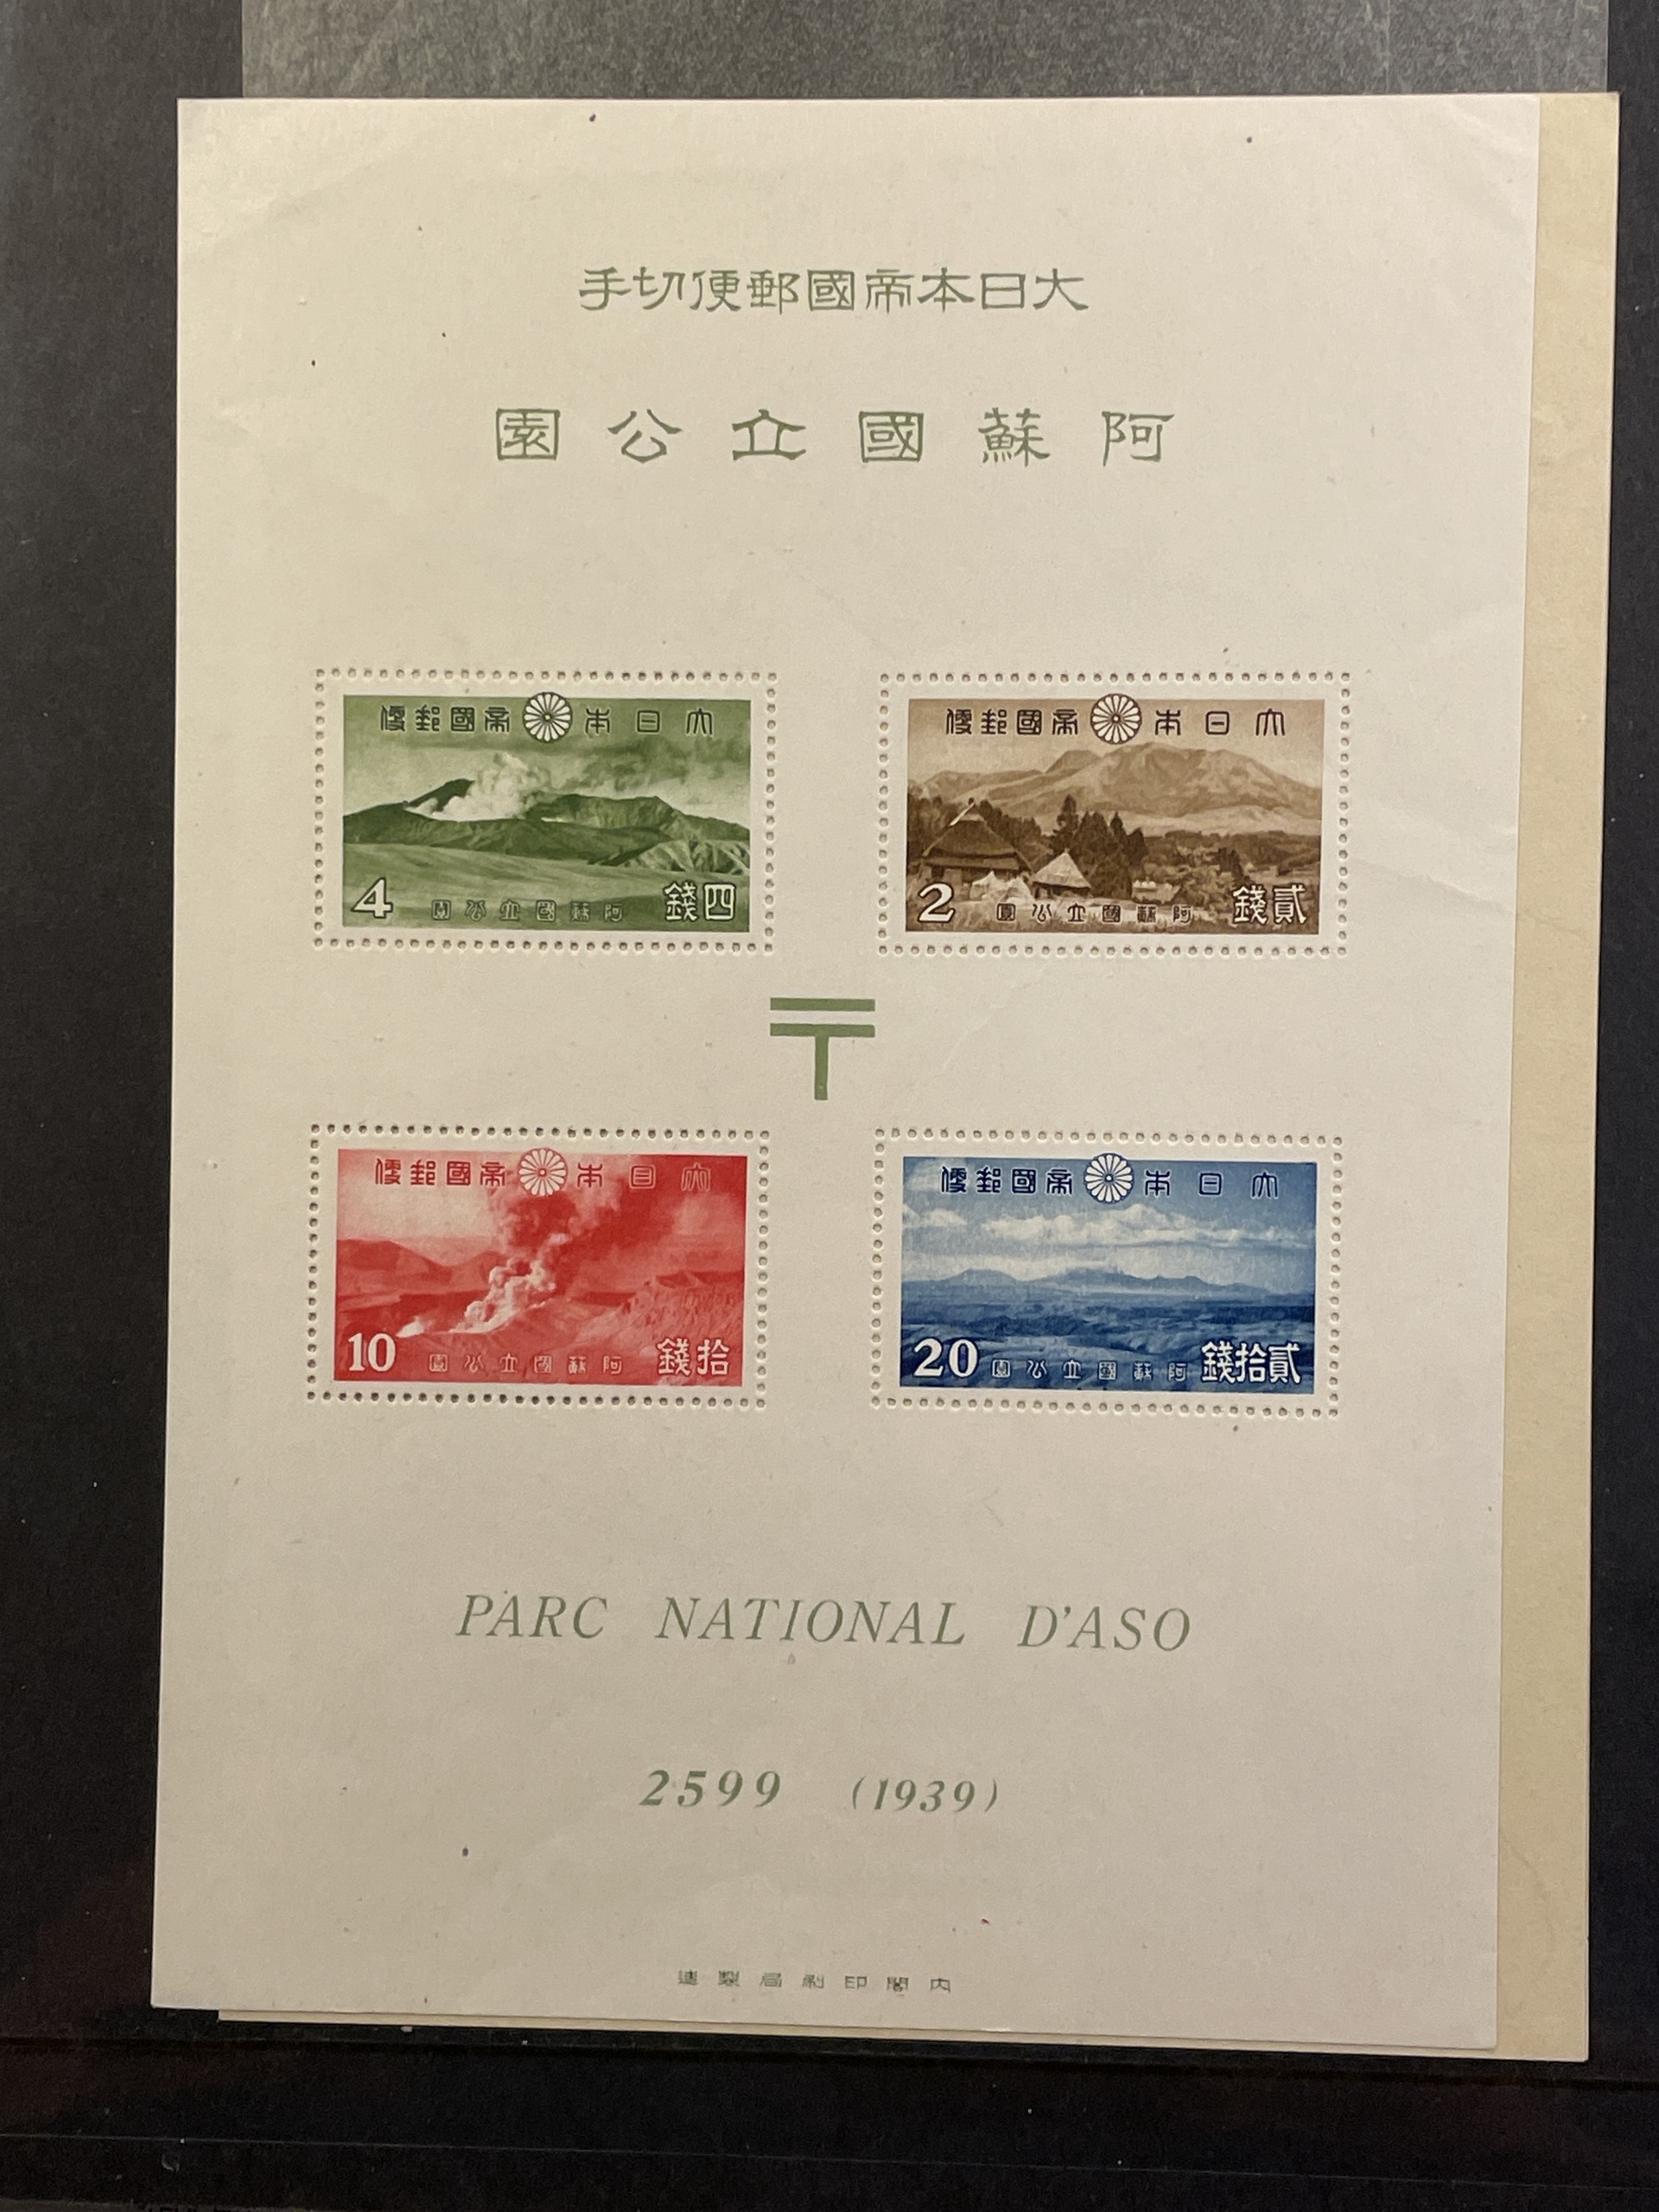 大日本帝國郵便切手
阿蘇國立公園
大日本帝國郵便
4 阿蘇國立公園 四錢
大日本帝國郵便
2 阿蘇國立公園 貳錢
〒
大日本帝國郵便
10 阿蘇國立公園 拾錢
大日本帝國郵便
20 阿蘇國立公園 貳拾錢
PARC NATIONAL D'ASO
2599 (1939)
内閣印刷局製造